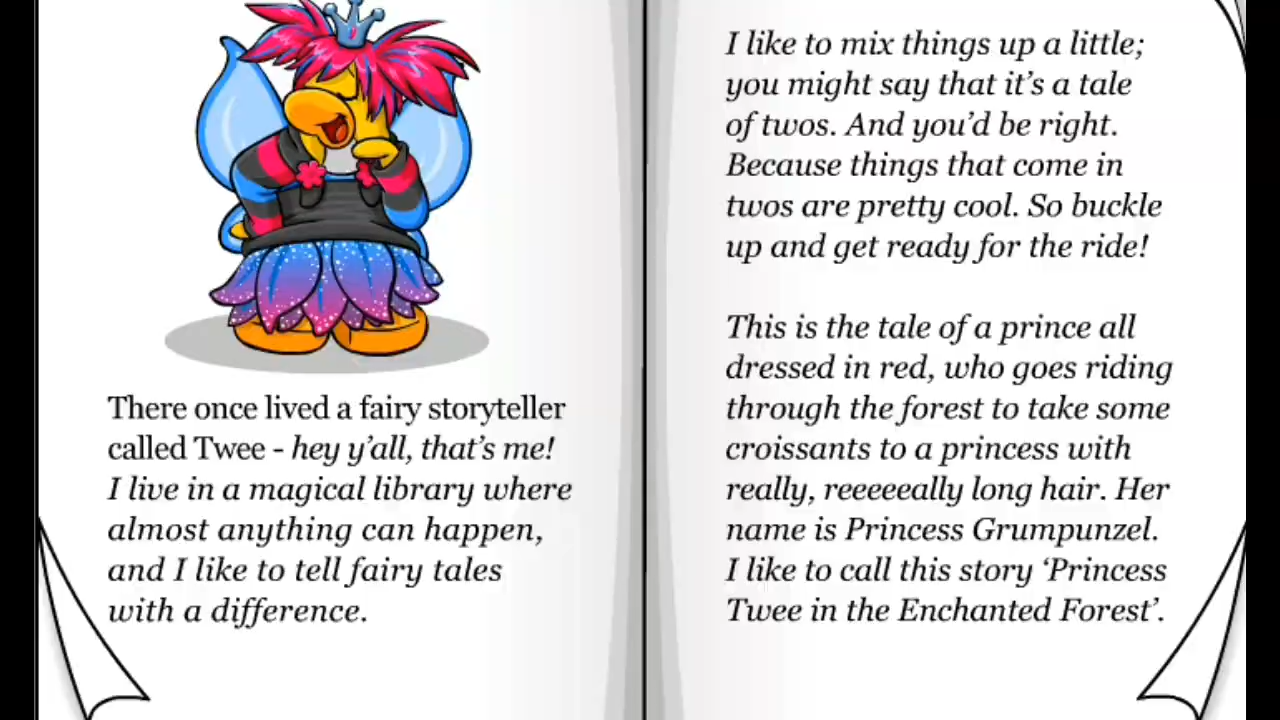 There once lived a fairy storyteller
called Twee - hey y’all, that’s me!
I live in a magical library where
almost anything can happen,
and I like to tell fairy tales
with a difference.
I like to mix things up a little;
you might say that it’s a tale
of twos. And you’d be right.
Because things that come in
twos are pretty cool. So buckle
up and get ready for the ride!
This is the tale of a prince all
dressed in red, who goes riding
through the forest to take some
croissants to a princess with
really, reeeeeally long hair. Her
name is Princess Grumpunzel.
I like to call this story ‘Princess
Twee in the Enchanted Forest’.